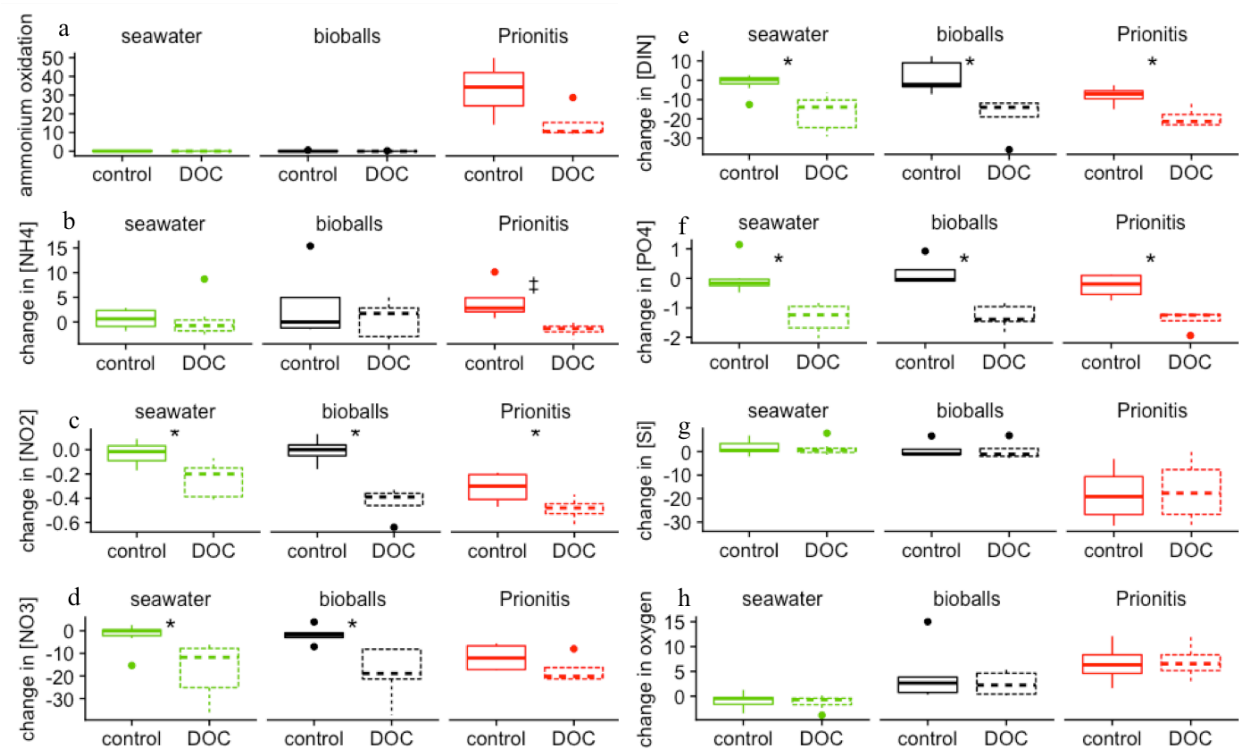 a
seawater bioballs Prionitis
ammonium oxidation
50
40
30
20
10
0
control DOC control DOC control DOC
b
seawater bioballs Prionitis
change in [NH4]
15
10
5
0
‡
control DOC control DOC control DOC
c
seawater bioballs Prionitis
change in [NO2]
0.0
-0.2
-0.4
-0.6
* * *
control DOC control DOC control DOC
d
seawater bioballs Prionitis
change in [NO3]
0
-10
-20
-30
* *
control DOC control DOC control DOC
e
seawater bioballs Prionitis
change in [DIN]
10
0
-10
-20
-30
* * *
control DOC control DOC control DOC
f
seawater bioballs Prionitis
change in [PO4]
1
0
-1
-2
* * *
control DOC control DOC control DOC
g
seawater bioballs Prionitis
change in [Si]
0
-10
-20
-30
control DOC control DOC control DOC
h
seawater bioballs Prionitis
change in oxygen
15
10
5
0
control DOC control DOC control DOC